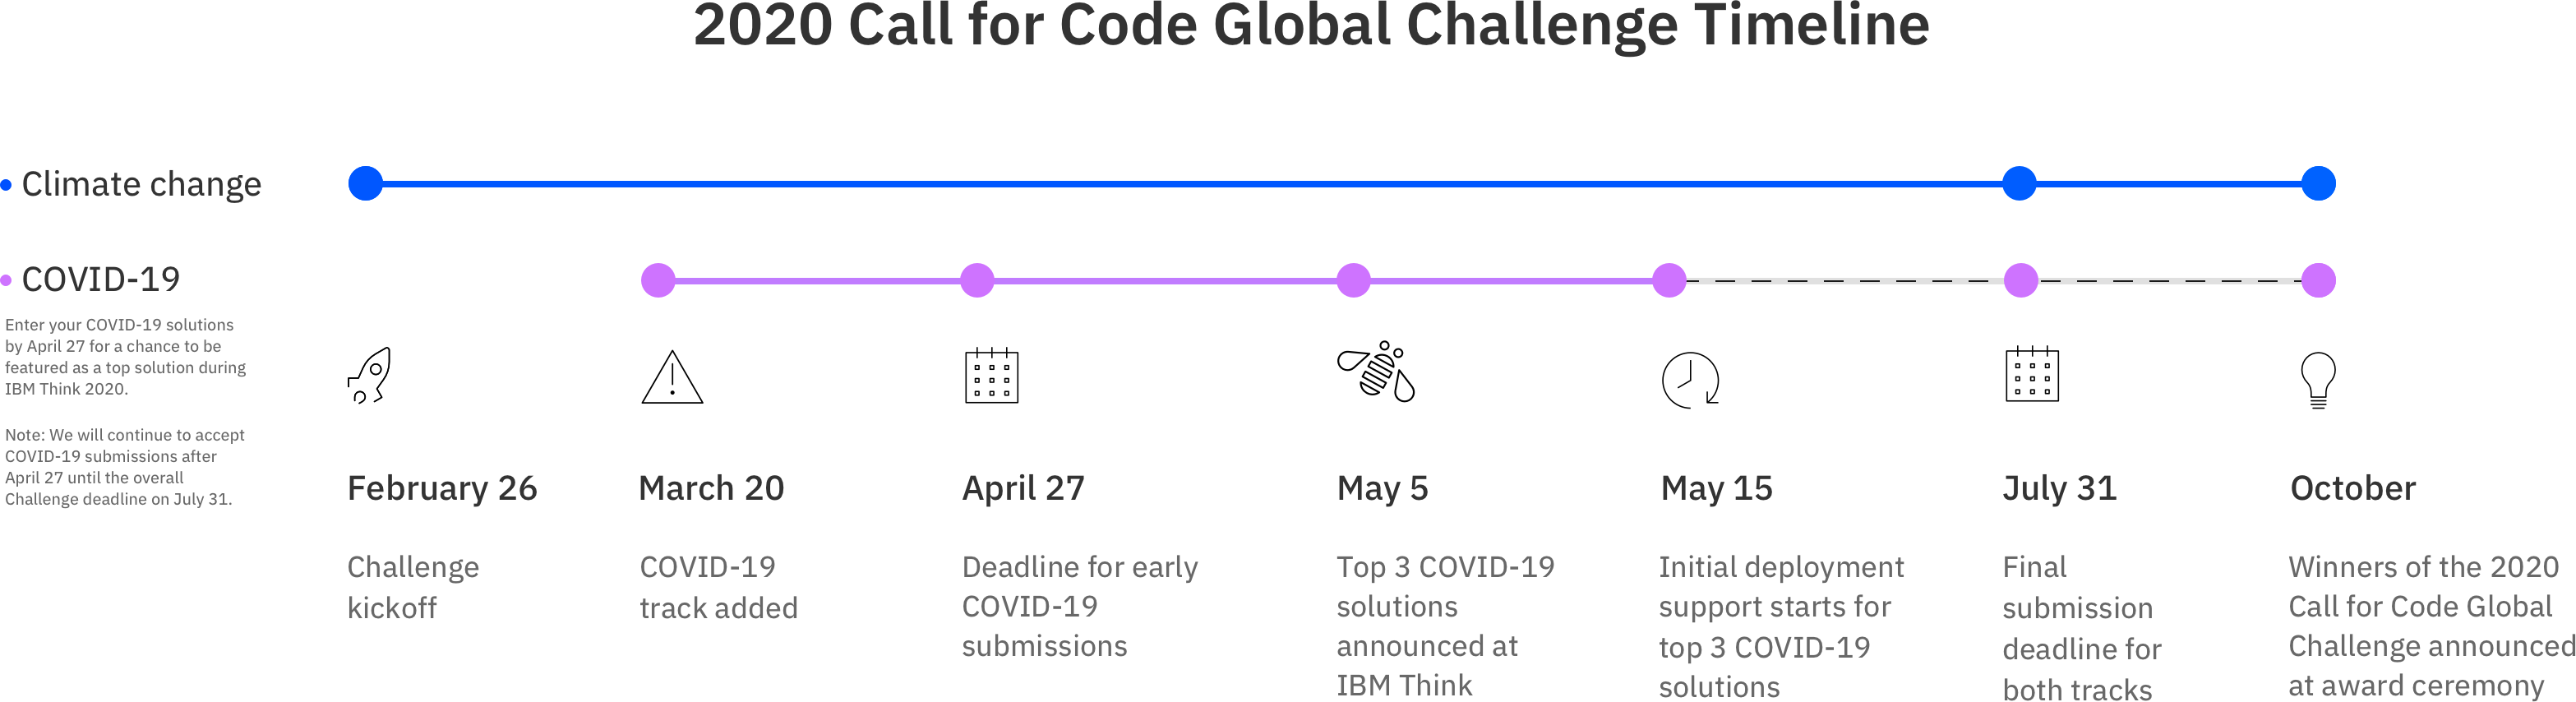 2020 Call for Code Global Challenge Timeline
Climate change
COVID-19
Enter your COVID-19 solutions
by April 27 for a chance to be
featured as a top solution during
IBM Think 2020.
Note: We will continue to accept
COVID-19 submissions after
April 27 until the overall
Challenge deadline on July 31.
February 26
Challenge
kickoff
March 20
COVID-19
track added
April 27
Deadline for early
COVID-19
submissions
May 5
Top 3 COVID-19
solutions
announced at
IBM Think
May 15
Initial deployment
support starts for
top 3 COVID-19
solutions
July 31
Final
submission
deadline for
both tracks
October
Winners of the 2020
Call for Code Global
Challenge announced
at award ceremony